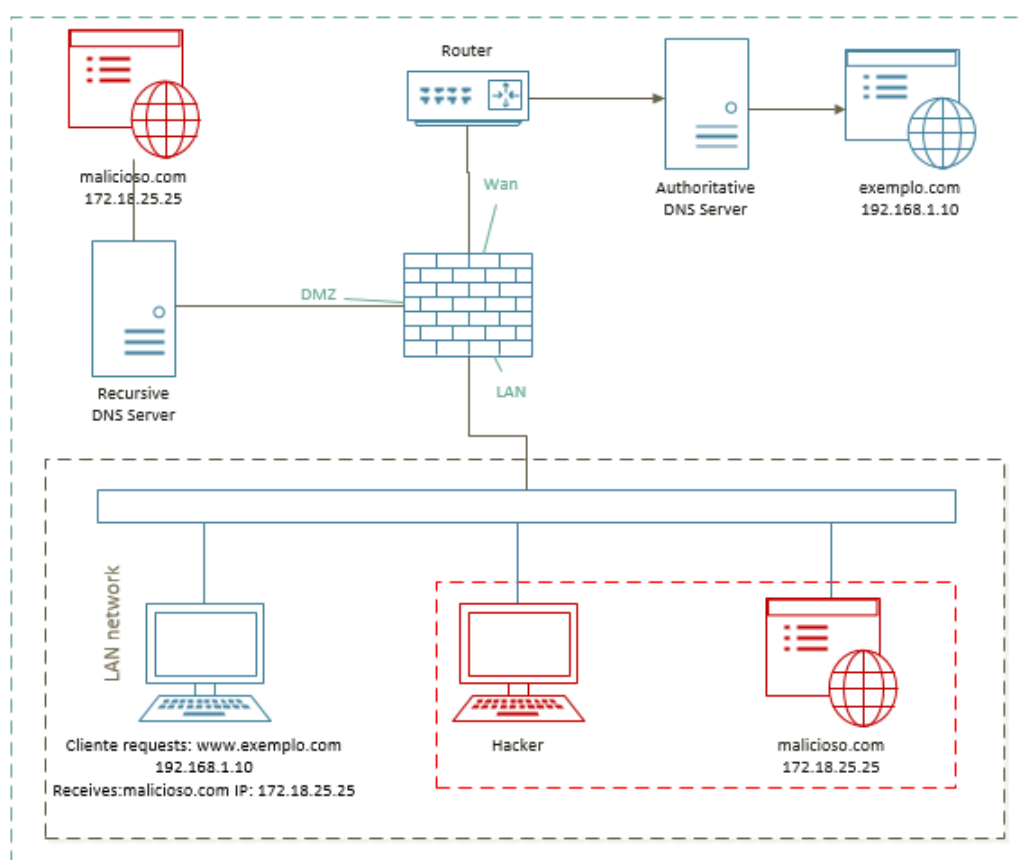 Router
malicioso.com
172.18.25.25
Wan
Authoritative
DNS Server
exemplo.com
192.168.1.10
DMZ
LAN
Recursive
DNS Server
LAN network
Cliente requests: www.exemplo.com
192.168.1.10
Receives:malicioso.com IP: 172.18.25.25
Hacker
malicioso.com
172.18.25.25